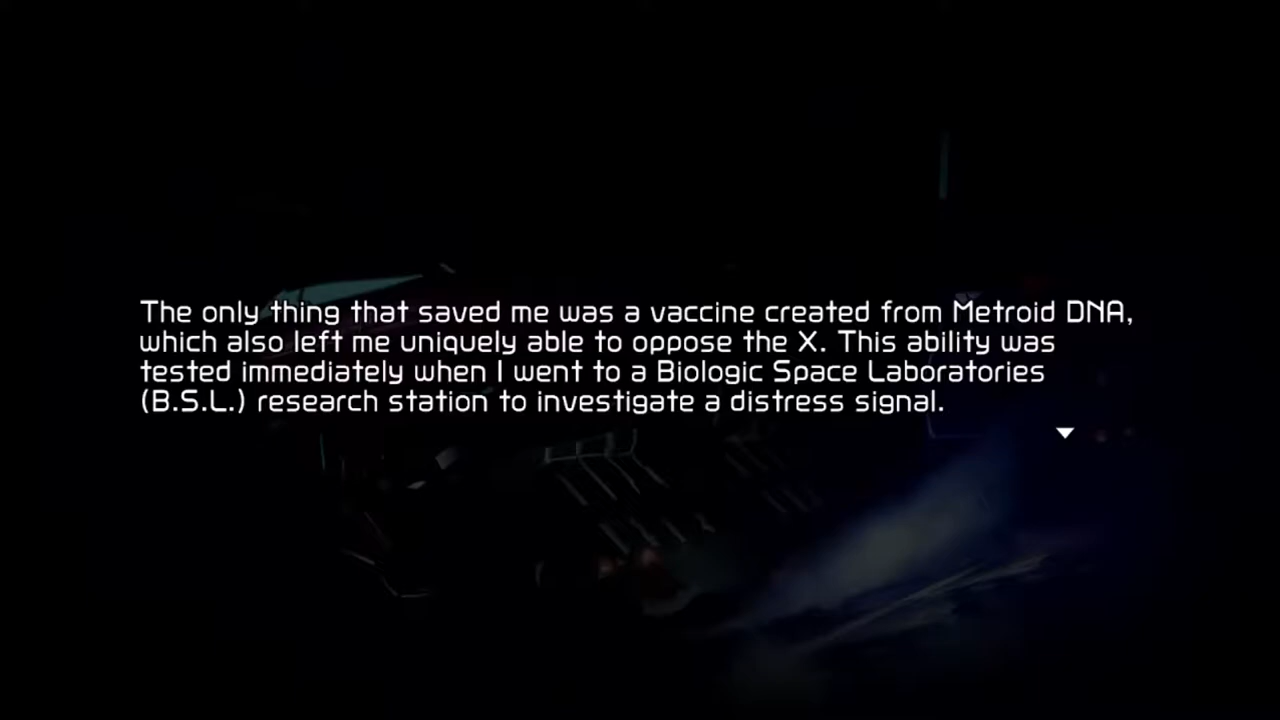 The only thing that saved me was a vaccine created from Metroid DNA,
which also left me uniquely able to oppose the X. This ability was
tested immediately when I went to a Biologic Space Laboratories
(B.S.L.) research station to investigate a distress signal.